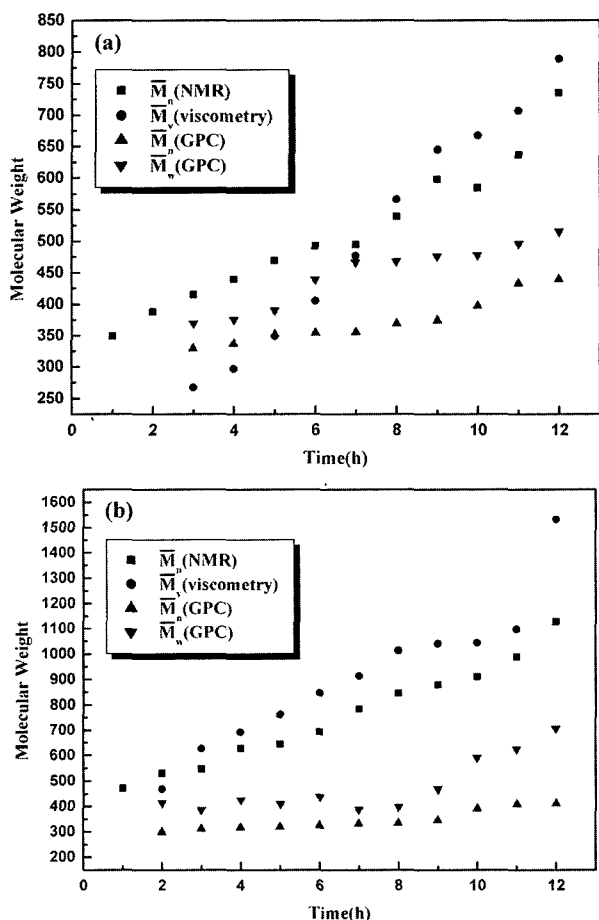 (a)
M̅n(NMR)
M̅v(viscometry)
M̅n(GPC)
M̅w(GPC)
Molecular Weight
850
800
750
700
650
600
550
500
450
400
350
300
250
0 2 4 6 8 10 12
Time(h)
(b)
M̅n(NMR)
M̅v(viscometry)
M̅n(GPC)
M̅w(GPC)
Molecular Weight
1600
1500
1400
1300
1200
1100
1000
900
800
700
600
500
400
300
200
0 2 4 6 8 10 12
Time(h)